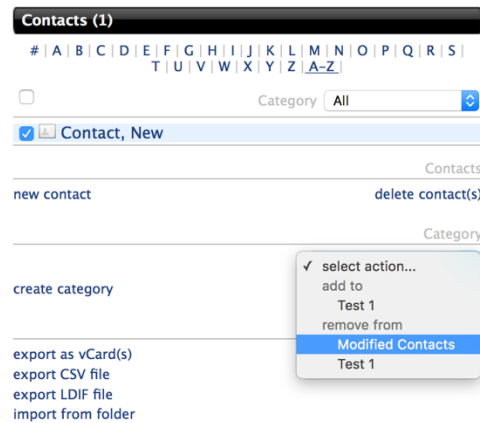 Contacts (1)
# | A | B | C | D | E | F | G | H | I | J | K | L | M | N | O | P | Q | R | S |
T | U | V | W | X | Y | Z | A-Z |
Category All
Contact, New
Contacts
new contact delete contact(s)
Category
✓ select action...
add to
create category
Test 1
remove from
Modified Contacts
Test 1
export as vCard(s)
export CSV file
export LDIF file
import from folder